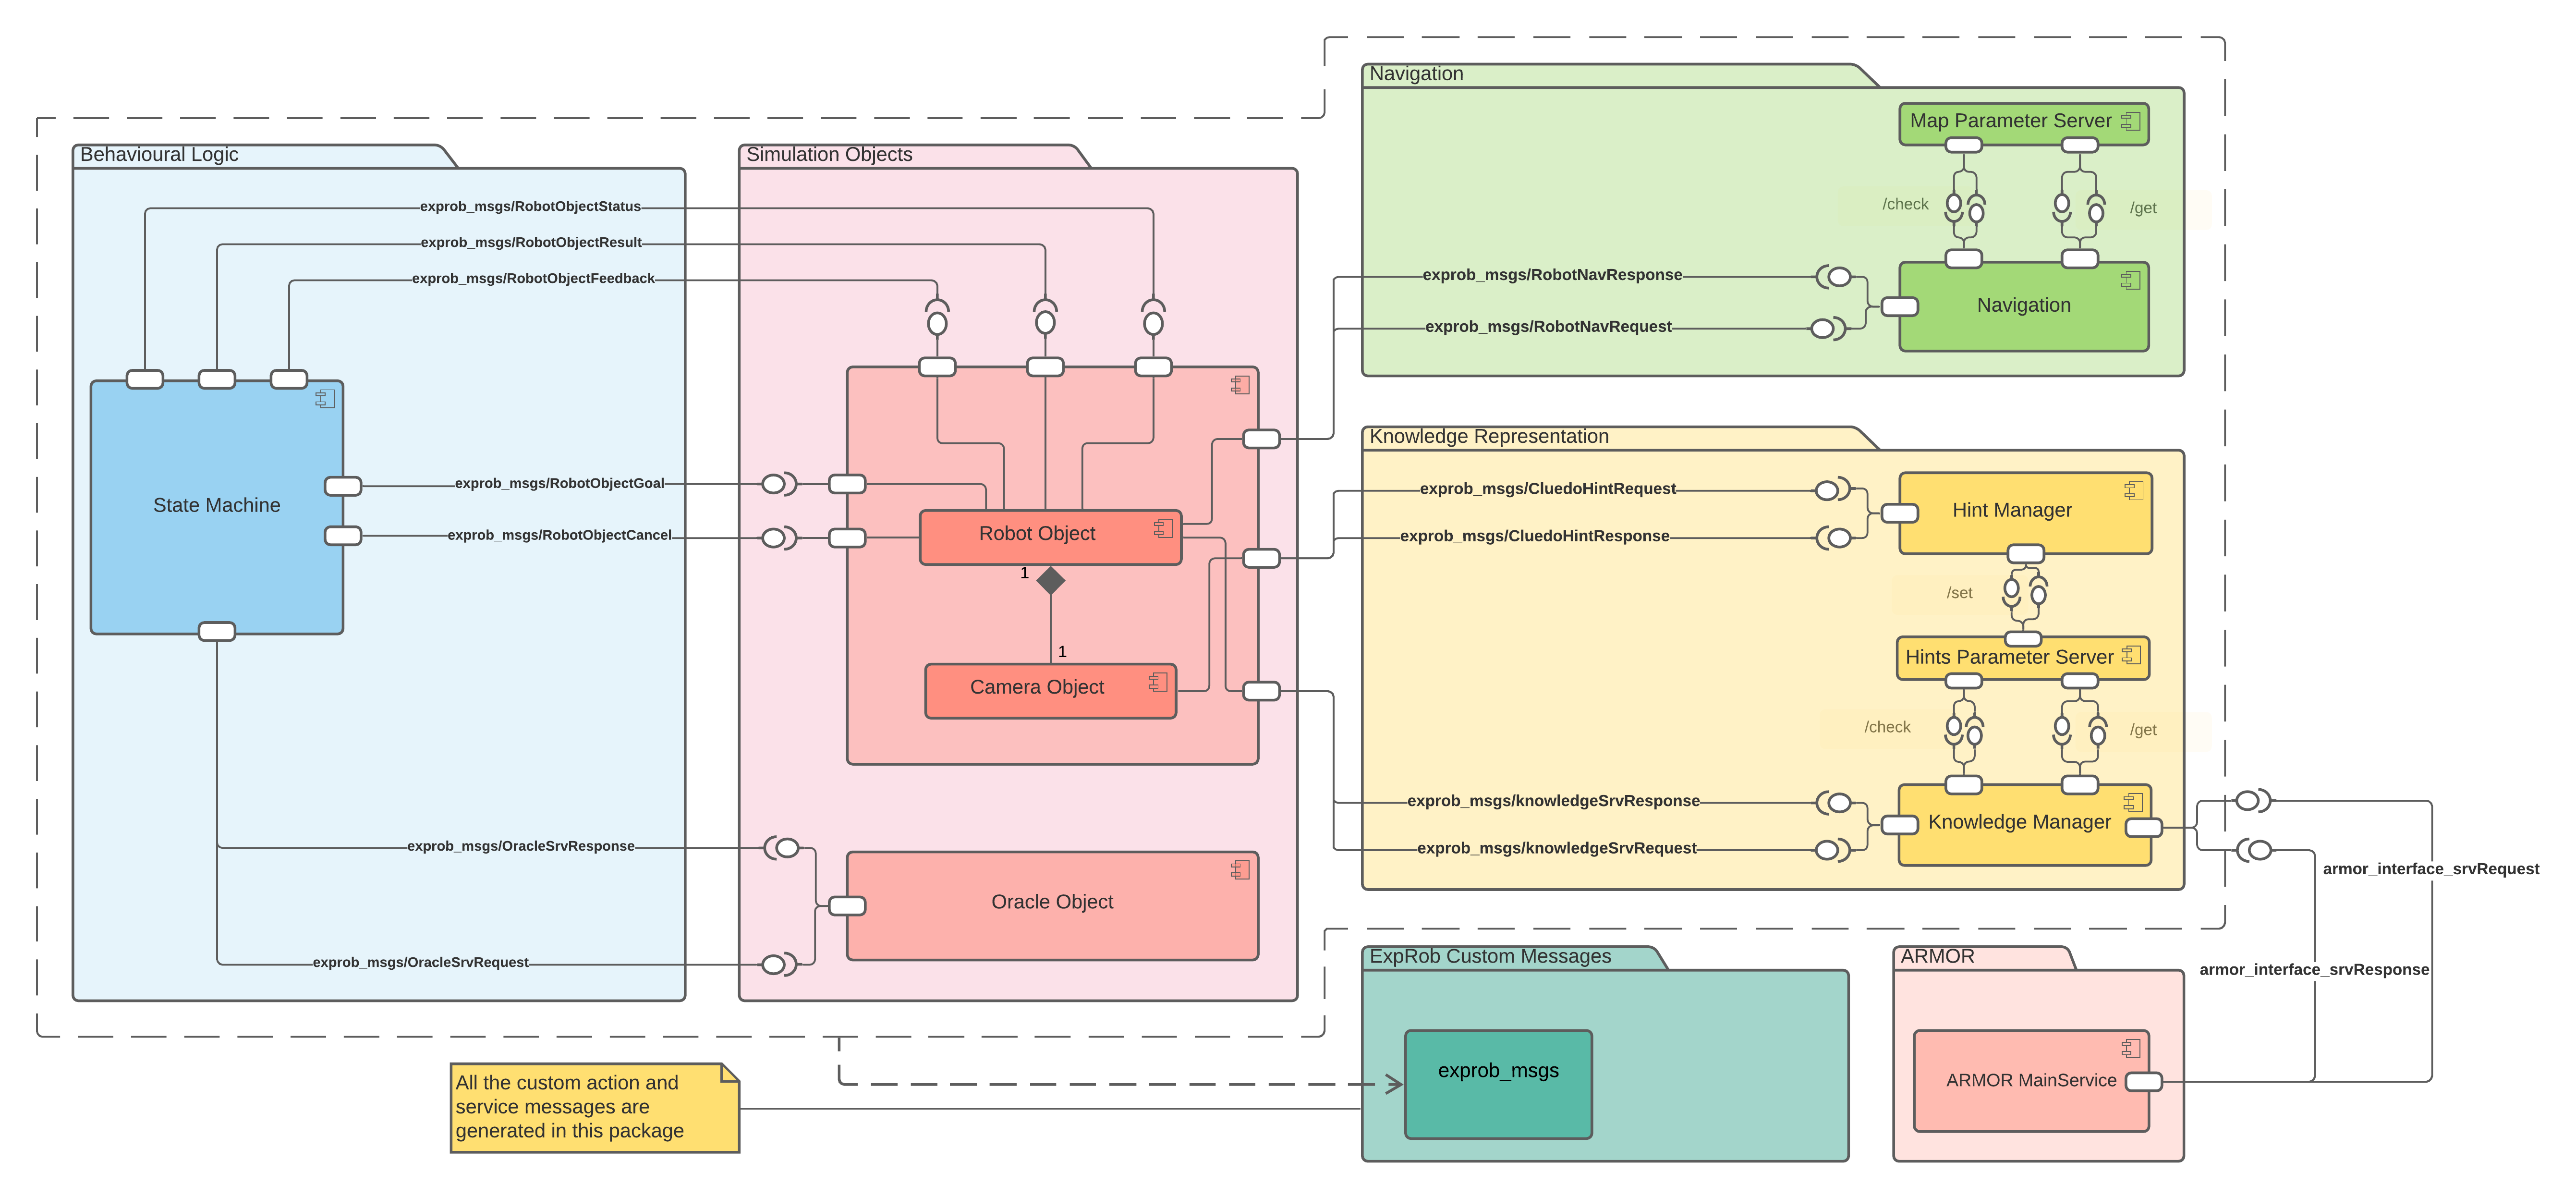 Navigation
Map Parameter Server
/check
/get
exprob_msgs/RobotNavResponse
exprob_msgs/RobotNavRequest
Navigation
Behavioural Logic
exprob_msgs/RobotObjectStatus
exprob_msgs/RobotObjectResult
exprob_msgs/RobotObjectFeedback
State Machine
exprob_msgs/RobotObjectGoal
exprob_msgs/RobotObjectCancel
exprob_msgs/OracleSrvResponse
exprob_msgs/OracleSrvRequest
Simulation Objects
Robot Object
1
1
Camera Object
Oracle Object
Knowledge Representation
exprob_msgs/CluedoHintRequest
exprob_msgs/CluedoHintResponse
Hint Manager
/set
Hints Parameter Server
/check
/get
exprob_msgs/knowledgeSrvResponse
exprob_msgs/knowledgeSrvRequest
Knowledge Manager
armor_interface_srvRequest
armor_interface_srvResponse
ExpRob Custom Messages
exprob_msgs
ARMOR
ARMOR MainService
All the custom action and
service messages are
generated in this package